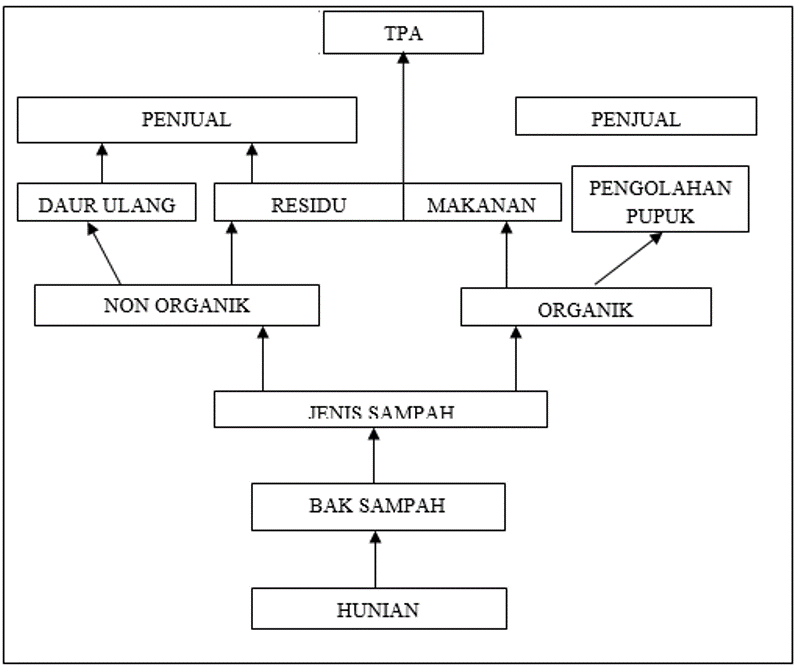 TPA
PENJUAL
PENJUAL
DAUR ULANG
RESIDU
MAKANAN
PENGOLAHAN
PUPUK
NON ORGANIK
ORGANIK
JENIS SAMPAH
BAK SAMPAH
HUNIAN